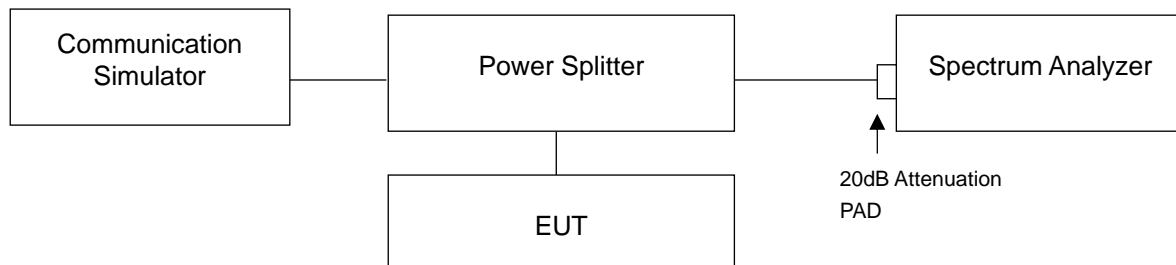 Communication
Simulator
Power Splitter
Spectrum Analyzer
20dB Attenuation
PAD
EUT